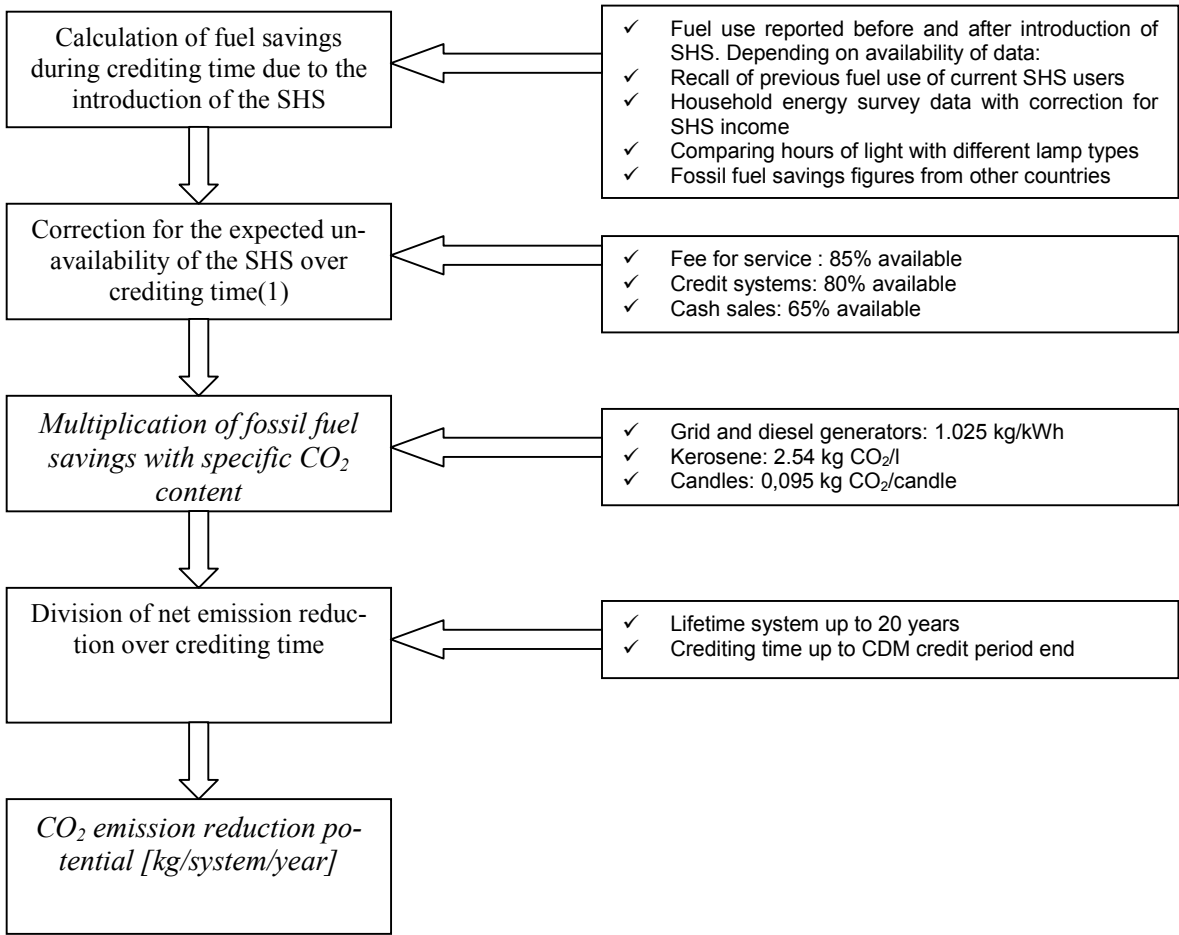 Calculation of fuel savings
during crediting time due to the
introduction of the SHS
✓ Fuel use reported before and after introduction of
SHS. Depending on availability of data:
✓ Recall of previous fuel use of current SHS users
✓ Household energy survey data with correction for
SHS income
✓ Comparing hours of light with different lamp types
✓ Fossil fuel savings figures from other countries
Correction for the expected un-
availability of the SHS over
crediting time(1)
✓ Fee for service : 85% available
✓ Credit systems: 80% available
✓ Cash sales: 65% available
Multiplication of fossil fuel
savings with specific CO₂
content
✓ Grid and diesel generators: 1.025 kg/kWh
✓ Kerosene: 2.54 kg CO₂/l
✓ Candles: 0,095 kg CO₂/candle
Division of net emission reduc-
tion over crediting time
✓ Lifetime system up to 20 years
✓ Crediting time up to CDM credit period end
CO₂ emission reduction po-
tential [kg/system/year]